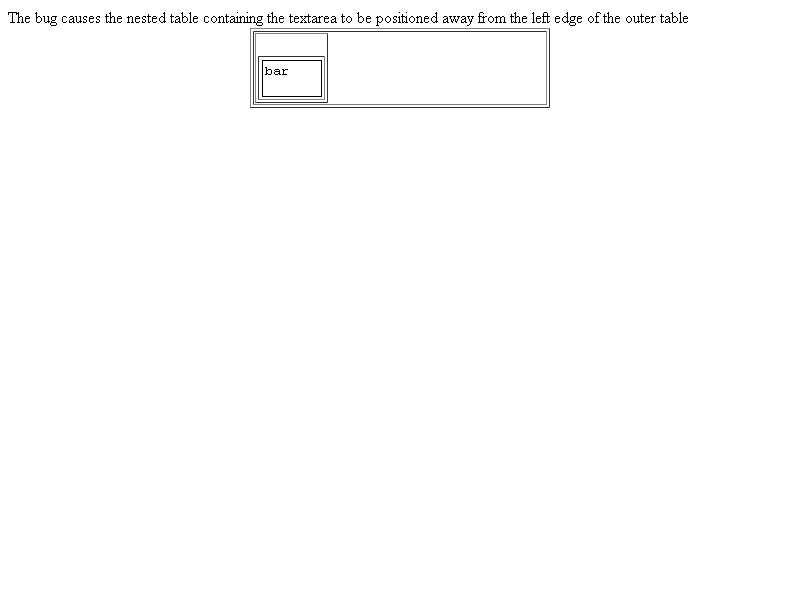 The bug causes the nested table containing the textarea to be positioned away from the left edge of the outer table
bar